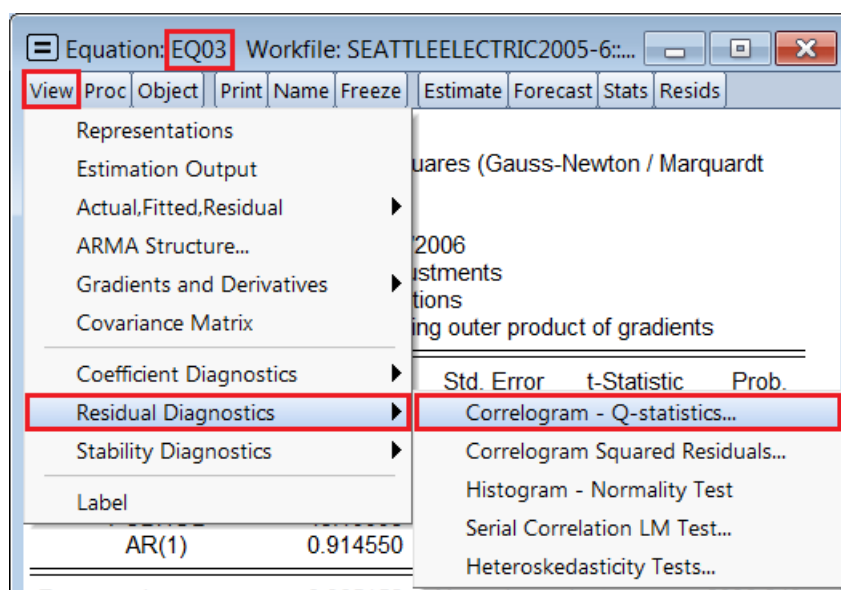 Equation: EQ03 Workfile: SEATTLEELECTRIC2005-6::...
View Proc Object Print Name Freeze Estimate Forecast Stats Resids
Representations
Estimation Output
uares (Gauss-Newton / Marquardt
Actual,Fitted,Residual
ARMA Structure...
/2006
Gradients and Derivatives
ustments
tions
Covariance Matrix
ing outer product of gradients
Coefficient Diagnostics
Std. Error t-Statistic Prob.
Residual Diagnostics
Correlogram - Q-statistics...
Stability Diagnostics
Correlogram Squared Residuals...
Label
Histogram - Normality Test
Serial Correlation LM Test...
AR(1) 0.914550
Heteroskedasticity Tests...